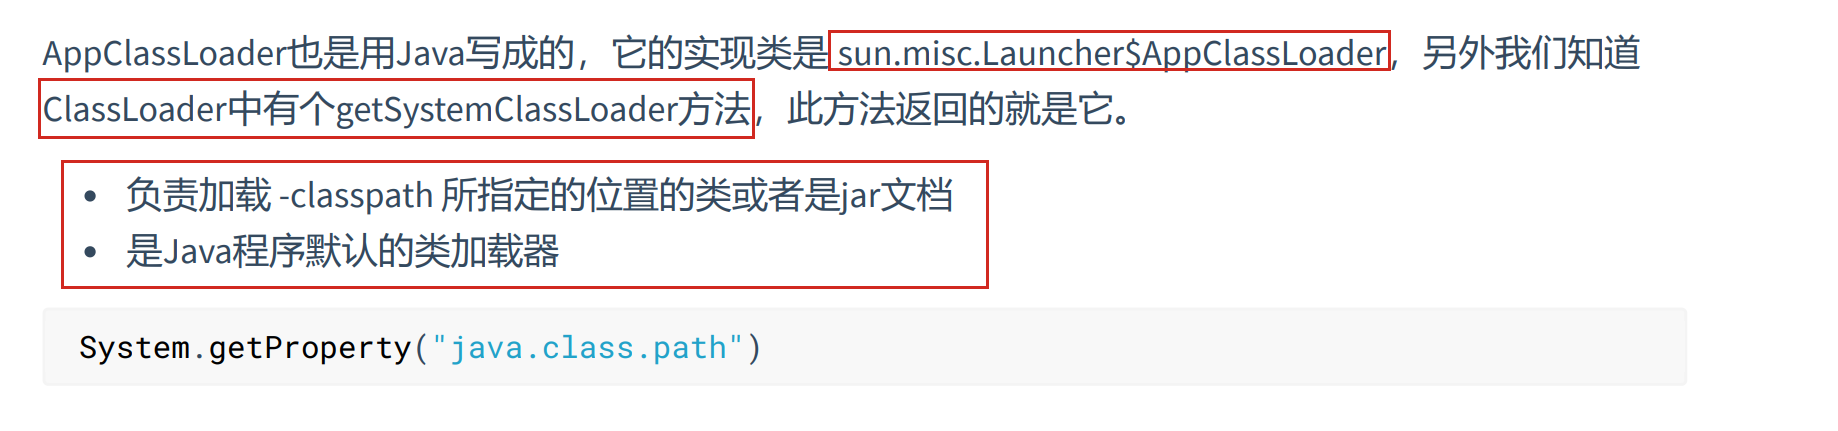 AppClassLoader也是用Java写成的，它的实现类是 sun.misc.Launcher$AppClassLoader，另外我们知道
ClassLoader中有个getSystemClassLoader方法，此方法返回的就是它。
• 负责加载 -classpath 所指定的位置的类或者是jar文档
• 是Java程序默认的类加载器
System.getProperty("java.class.path")